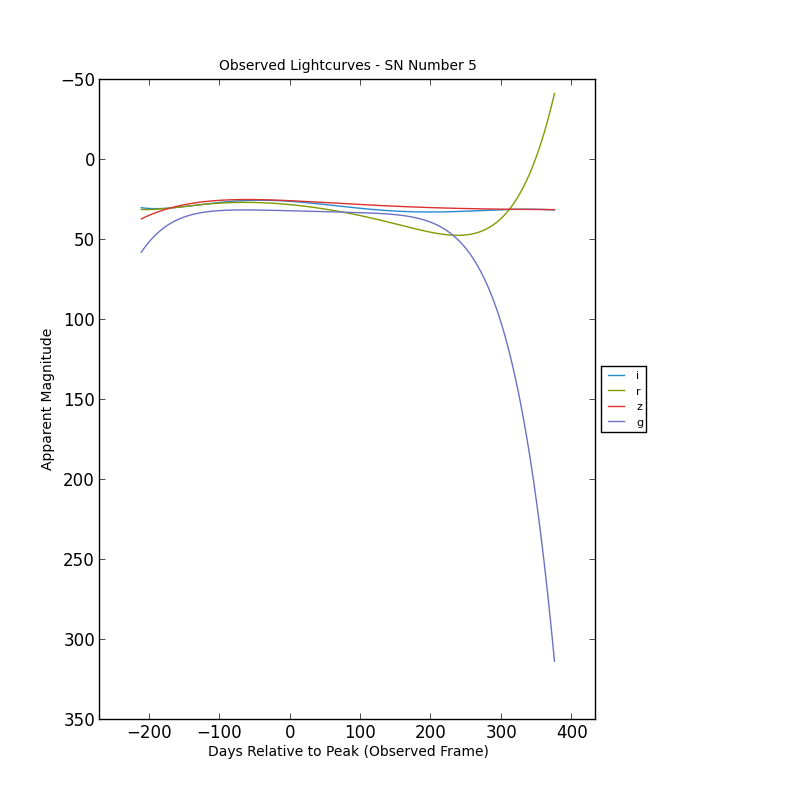 Observed Lightcurves - SN Number 5
−50
0
50
100
150
200
250
300
350
Apparent Magnitude
−200
−100
0
100
200
300
400
Days Relative to Peak (Observed Frame)
i
r
z
g